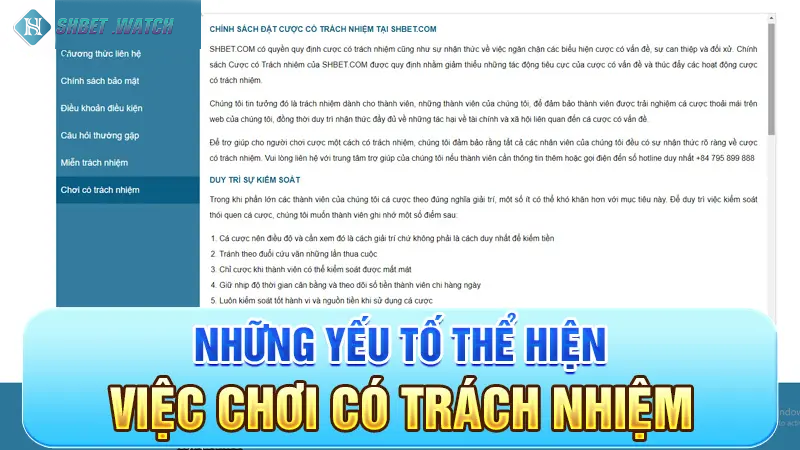 SHBET .WATCH
Chương thức liên hệ
Chính sách bảo mật
Điều khoản điều kiện
Câu hỏi thường gặp
Miễn trách nhiệm
Chơi có trách nhiệm
CHÍNH SÁCH ĐẶT CƯỢC CÓ TRÁCH NHIỆM TẠI SHBET.COM
SHBET.COM có quyền quy định cược có trách nhiệm cũng như sự nhận thức về việc ngăn chặn các biểu hiện cược có vấn đề, sự can thiệp và đối xử. Chính
sách Cược có Trách nhiệm của SHBET.COM được quy định nhằm giảm thiểu những tác động tiêu cực của cược có vấn đề và thúc đẩy các hoạt động cược
có trách nhiệm.
Chúng tôi tin tưởng đó là trách nhiệm dành cho thành viên, những thành viên của chúng tôi, để đảm bảo thành viên được trải nghiệm cá cược thoải mái trên
web của chúng tôi, đồng thời duy trì nhận thức đầy đủ về những tác hại về tài chính và xã hội liên quan đến cá cược có vấn đề.
Để trợ giúp cho người chơi cược một cách có trách nhiệm, chúng tôi đảm bảo rằng tất cả các nhân viên của chúng tôi đều có sự nhận thức rõ ràng về cược
có trách nhiệm. Vui lòng liên hệ với trung tâm trợ giúp của chúng tôi nếu thành viên cần thông tin thêm hoặc gọi điện đến số hotline duy nhất +84 795 899 888
DUY TRÌ SỰ KIỂM SOÁT
Trong khi phần lớn các thành viên của chúng tôi cá cược theo đúng nghĩa giải trí, một số ít có thể khó khăn hơn với mục tiêu này. Để duy trì việc kiểm soát
thói quen cá cược, chúng tôi muốn thành viên ghi nhớ một số điểm sau:
1. Cá cược nên điều độ và cần xem đó là cách giải trí chứ không phải là cách duy nhất để kiếm tiền
2. Tránh theo đuổi cứu vãn những lần thua cuộc
3. Chỉ cược khi thành viên có thể kiểm soát được mất mát
4. Giữ nhịp độ thời gian cân bằng và theo dõi số tiền thành viên chi hàng ngày
5. Luôn kiểm soát tốt hành vi và nguồn tiền khi sử dụng cá cược
NHỮNG YẾU TỐ THỂ HIỆN
VIỆC CHƠI CÓ TRÁCH NHIỆM